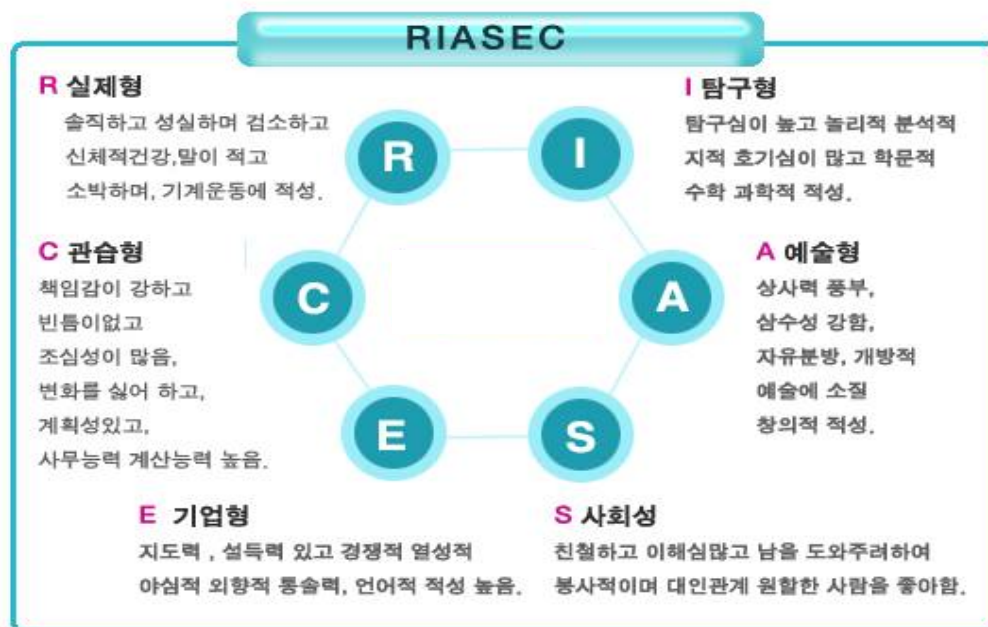 RIASEC
R 실제형
솔직하고 성실하며 검소하고
신체적건강,말이 적고
소박하며, 기계운동에 적성.
I 탐구형
탐구심이 높고 놀리적 분석적
지적 호기심이 많고 학문적
수학 과학적 적성.
R
I
C 관습형
책임감이 강하고
빈틈이없고
조심성이 많음,
변화를 싫어 하고,
계획성있고,
사무능력 계산능력 높음.
C
A
A 예술형
상사력 풍부,
삼수성 강함,
자유분방, 개방적
예술에 소질
창의적 적성.
E
S
E 기업형
지도력 , 설득력 있고 경쟁적 열성적
야심적 외향적 통솔력, 언어적 적성 높음.
S 사회성
친철하고 이해심많고 남을 도와주려하여
봉사적이며 대인관계 원할한 사람을 좋아함.